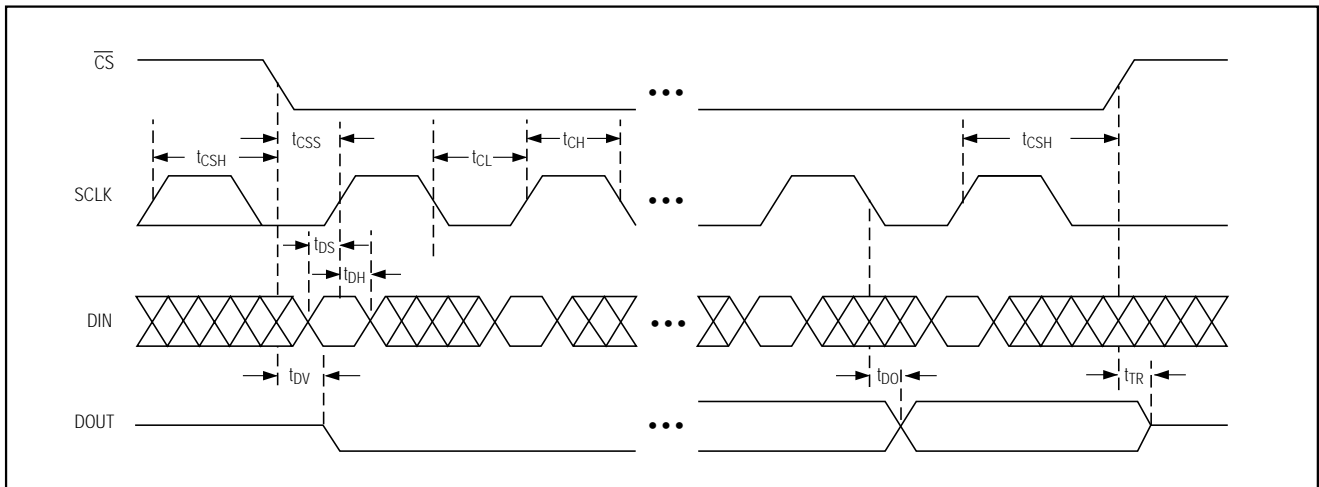 CS
tCSS
tCH
tCSH
tCL
tCSH
SCLK
tDS
tDH
DIN
tDV
tDO
tTR
DOUT